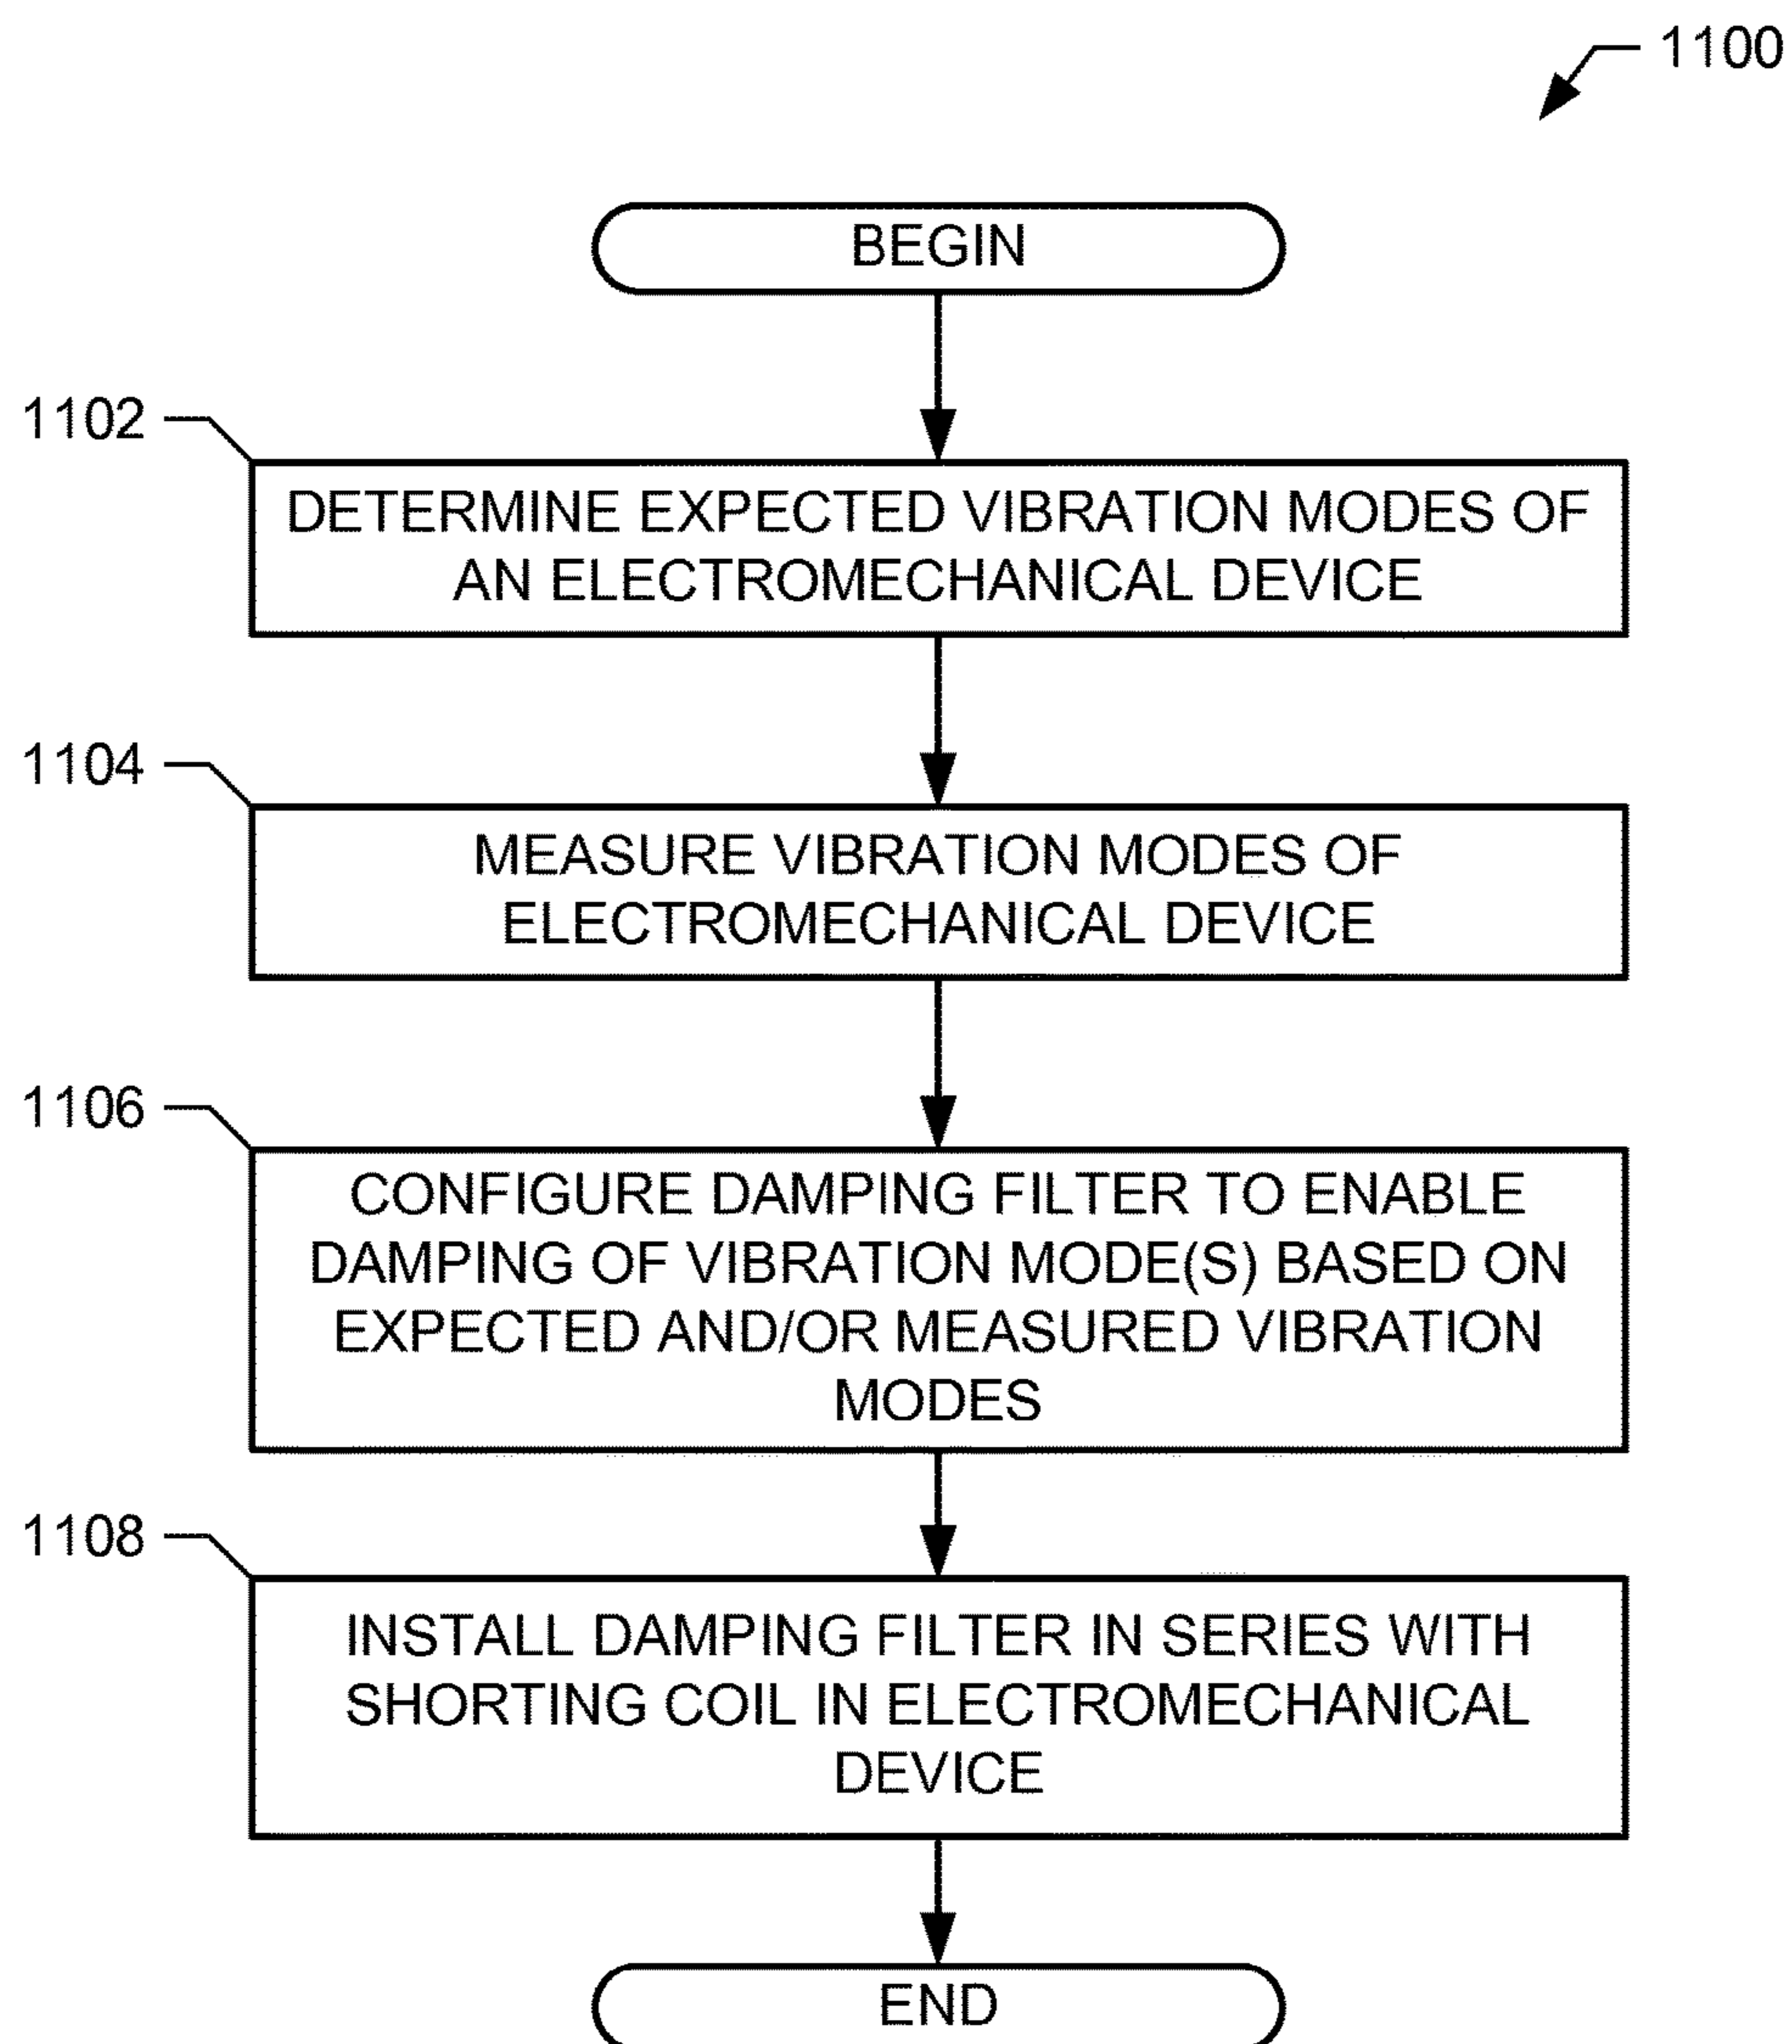 1100
BEGIN
1102
DETERMINE EXPECTED VIBRATION MODES OF
AN ELECTROMECHANICAL DEVICE
1104
MEASURE VIBRATION MODES OF
ELECTROMECHANICAL DEVICE
1106
CONFIGURE DAMPING FILTER TO ENABLE
DAMPING OF VIBRATION MODE(S) BASED ON
EXPECTED AND/OR MEASURED VIBRATION
MODES
1108
INSTALL DAMPING FILTER IN SERIES WITH
SHORTING COIL IN ELECTROMECHANICAL
DEVICE
END